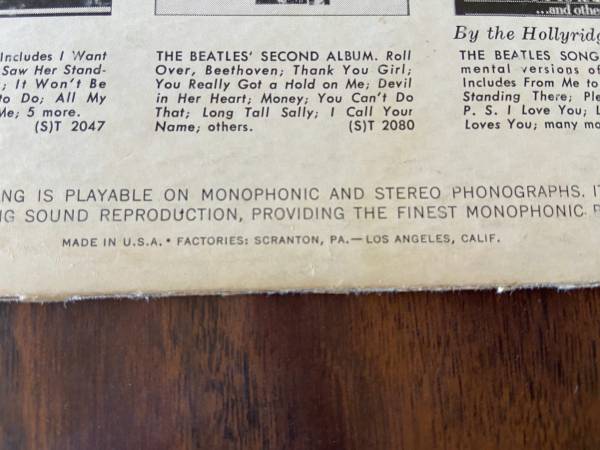 ...and othe
By the Hollyridg
Includes I Want
Saw Her Stand-
; It Won't Be
to Do; All My
Me; 5 more.
(S)T 2047
THE BEATLES' SECOND ALBUM. Roll
Over, Beethoven; Thank You Girl;
You Really Got a Hold on Me; Devil
in Her Heart; Money; You Can't Do
That; Long Tall Sally; I Call Your
Name; others. (S)T 2080
THE BEATLES SONG
mental versions of
Includes From Me to
Standing There; Ple
P. S. I Love You; L
Loves You; many mo
NG IS PLAYABLE ON MONOPHONIC AND STEREO PHONOGRAPHS. IT
NG SOUND REPRODUCTION, PROVIDING THE FINEST MONOPHONIC P
MADE IN U.S.A. • FACTORIES: SCRANTON, PA.—LOS ANGELES, CALIF.